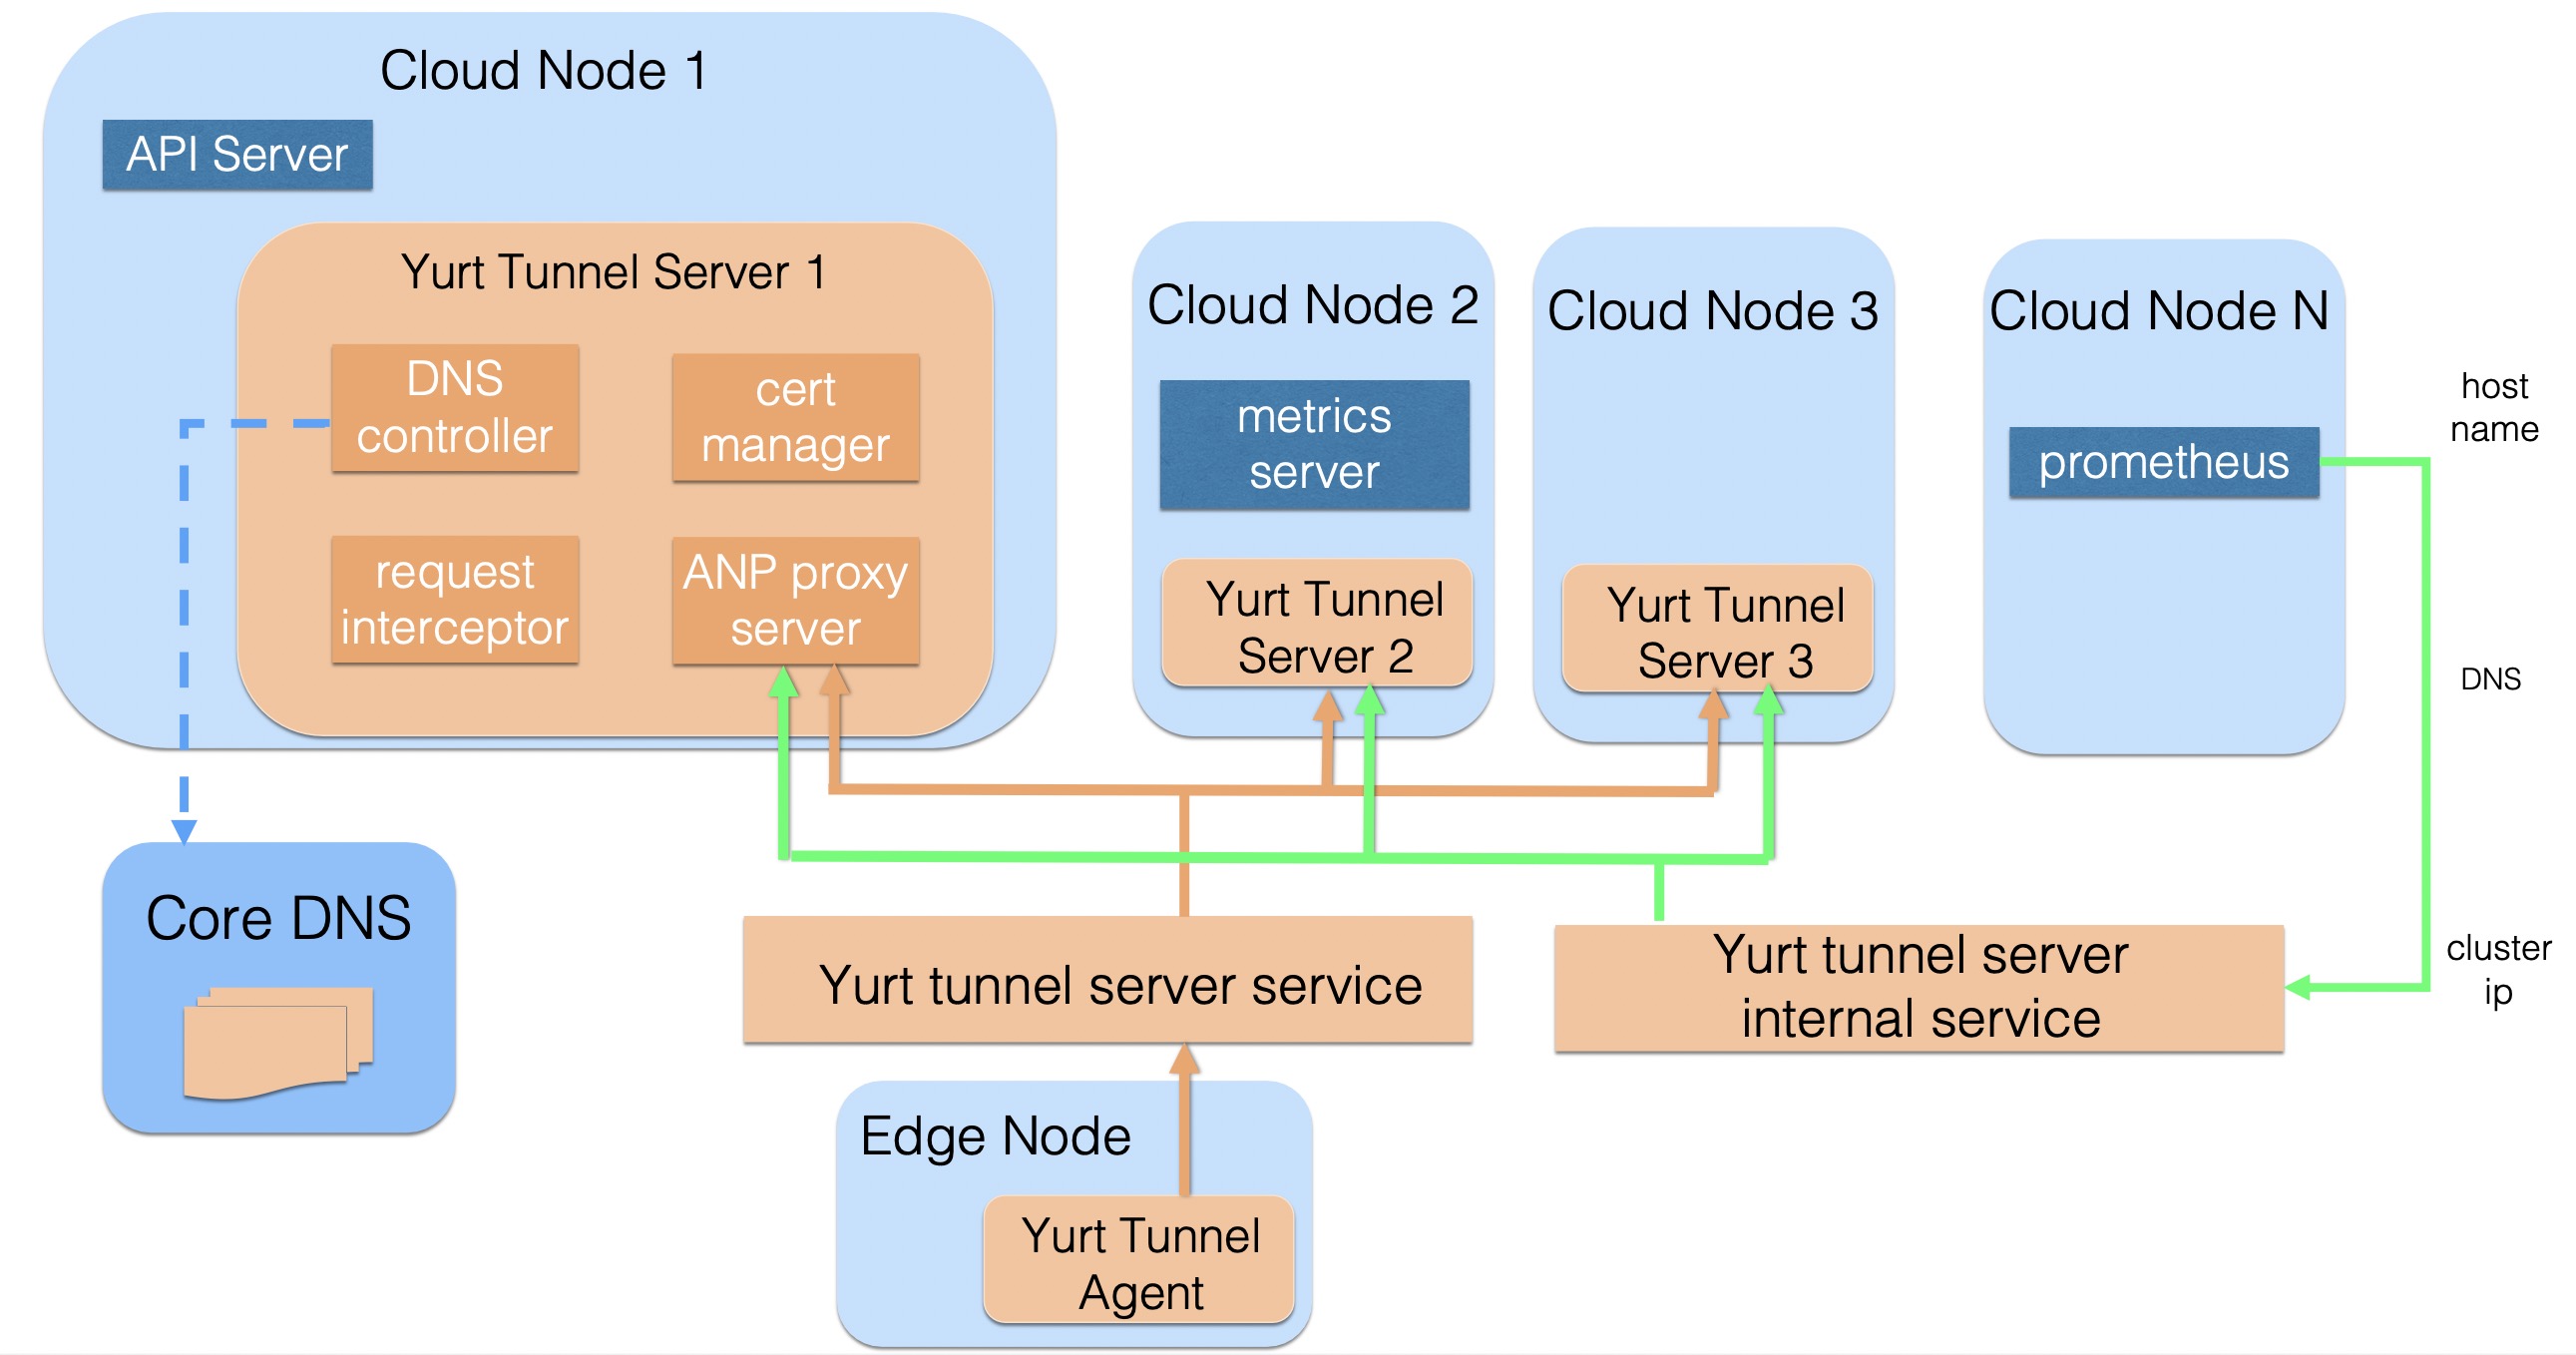 Cloud Node 1
API Server
Yurt Tunnel Server 1
DNS
controller
cert
manager
request
interceptor
ANP proxy
server
Cloud Node 2
metrics
server
Yurt Tunnel
Server 2
Cloud Node 3
Yurt Tunnel
Server 3
Cloud Node N
prometheus
host
name
DNS
cluster
ip
Core DNS
Yurt tunnel server service
Yurt tunnel server
internal service
Edge Node
Yurt Tunnel
Agent